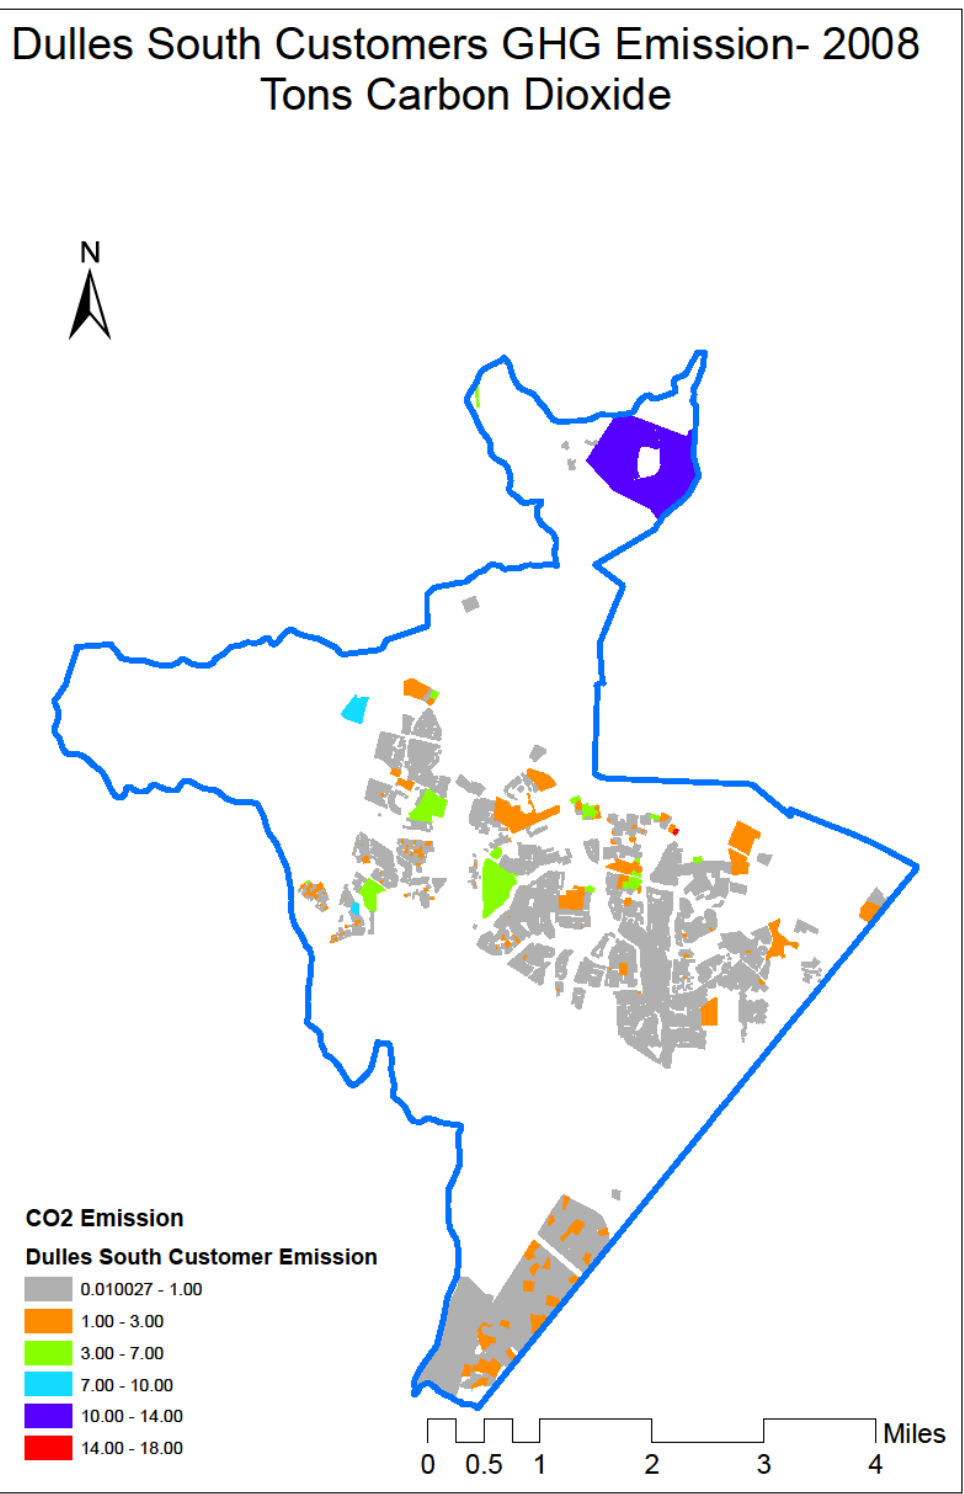 Dulles South Customers GHG Emission- 2008
Tons Carbon Dioxide
N
CO2 Emission
Dulles South Customer Emission
0.010027 - 1.00
1.00 - 3.00
3.00 - 7.00
7.00 - 10.00
10.00 - 14.00
14.00 - 18.00
Miles
0 0.5 1 2 3 4